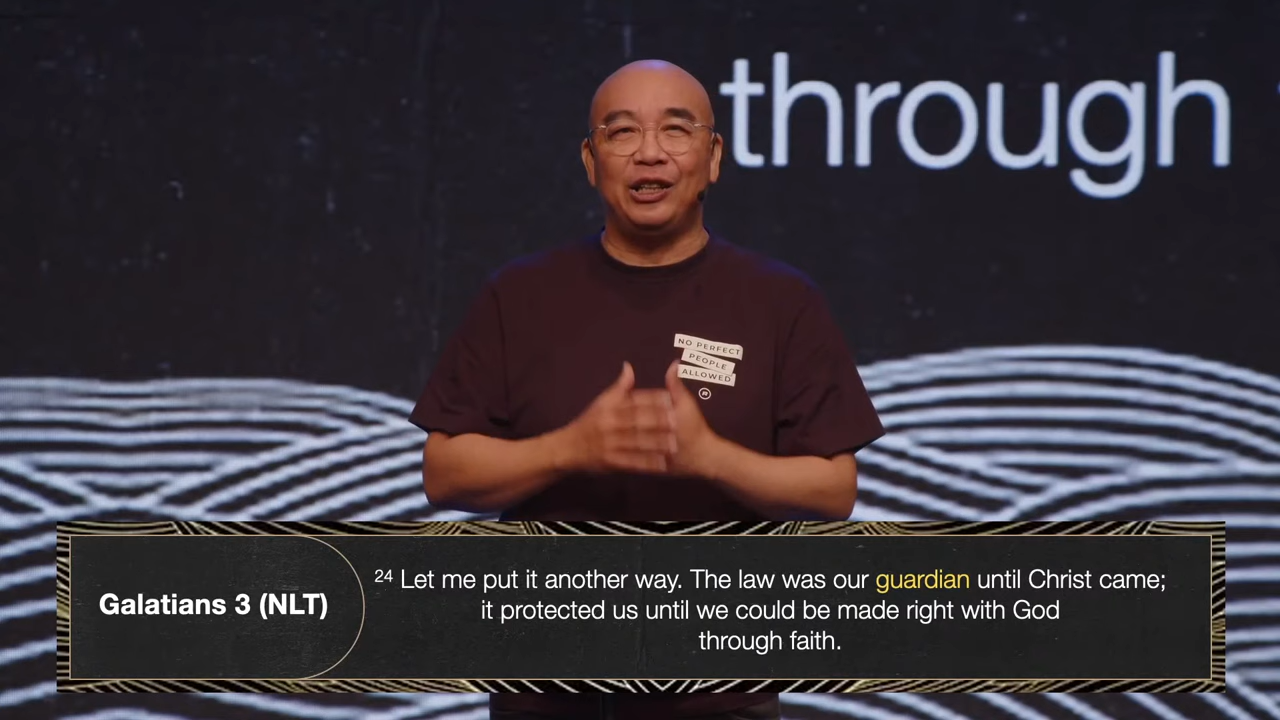 through
NO PERFECT
PEOPLE
ALLOWED
R
Galatians 3 (NLT)
24 Let me put it another way. The law was our guardian until Christ came;
it protected us until we could be made right with God
through faith.